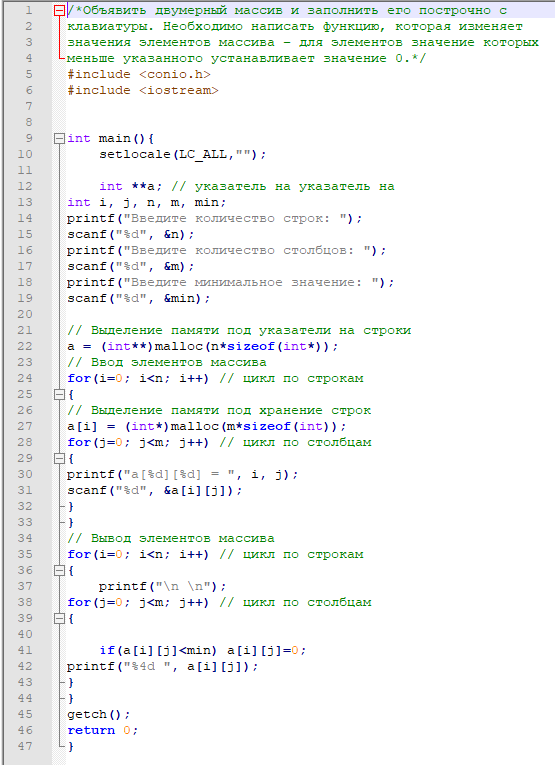 1 /*Объявить двумерный массив и заполнить его построчно с
2 клавиатуры. Необходимо написать функцию, которая изменяет
3 значения элементов массива – для элементов значение которых
4 меньше указанного устанавливает значение 0.*/
5 #include <conio.h>
6 #include <iostream>
7
8
9 int main(){
10 setlocale(LC_ALL,"");
11
12 int **a; // указатель на указатель на
13 int i, j, n, m, min;
14 printf("Введите количество строк: ");
15 scanf("%d", &n);
16 printf("Введите количество столбцов: ");
17 scanf("%d", &m);
18 printf("Введите минимальное значение: ");
19 scanf("%d", &min);
20
21 // Выделение памяти под указатели на строки
22 a = (int**)malloc(n*sizeof(int*));
23 // Ввод элементов массива
24 for(i=0; i<n; i++) // цикл по строкам
25 {
26 // Выделение памяти под хранение строк
27 a[i] = (int*)malloc(m*sizeof(int));
28 for(j=0; j<m; j++) // цикл по столбцам
29 {
30 printf("a[%d][%d] = ", i, j);
31 scanf("%d", &a[i][j]);
32 }
33 }
34 // Вывод элементов массива
35 for(i=0; i<n; i++) // цикл по строкам
36 {
37 printf("\n \n");
38 for(j=0; j<m; j++) // цикл по столбцам
39 {
40
41 if(a[i][j]<min) a[i][j]=0;
42 printf("%4d ", a[i][j]);
43 }
44 }
45 getch();
46 return 0;
47 }